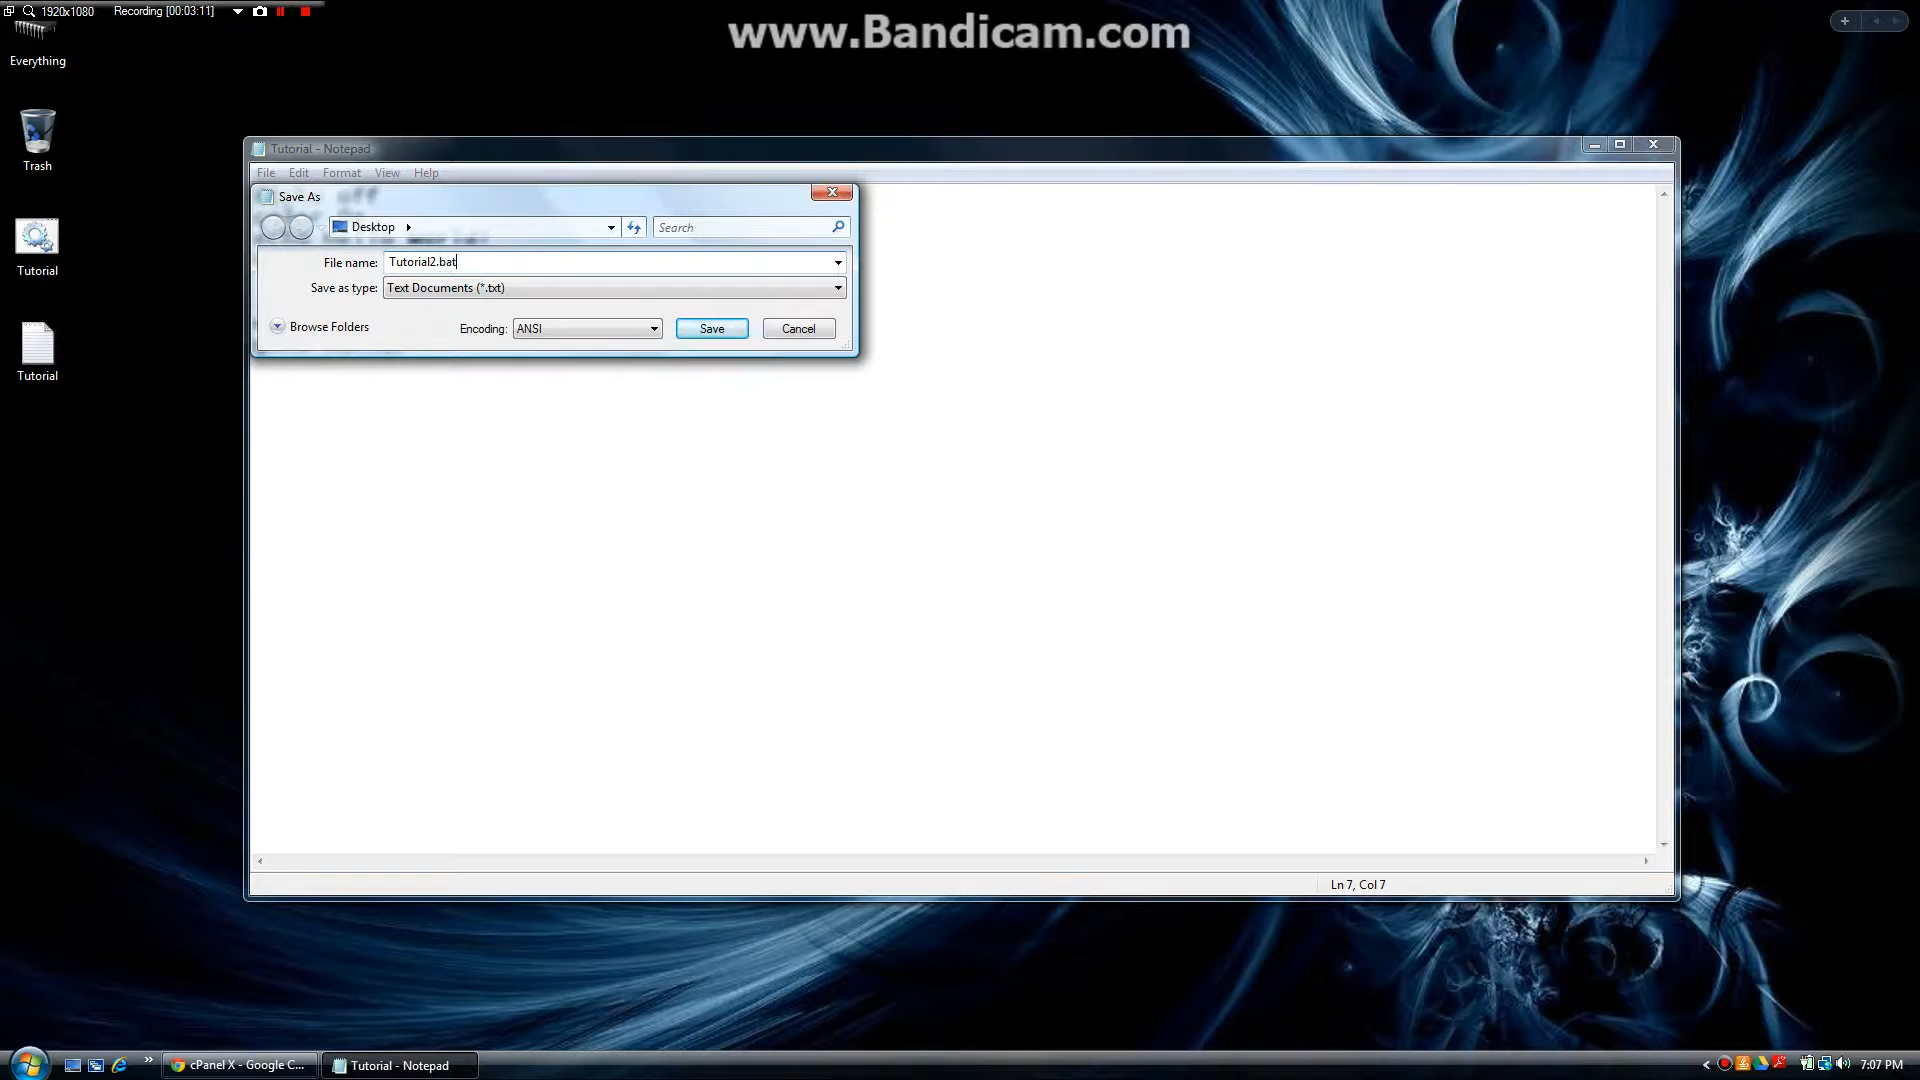 1920x1080 Recording [00:03:11]
www.Bandicam.com
Everything
Trash
Tutorial
Tutorial
Tutorial - Notepad
File Edit Format View Help
Save As
off
Desktop
Search
File name: Tutorial2.bat
Save as type: Text Documents (*.txt)
Browse Folders
Encoding: ANSI
Save
Cancel
Ln 7, Col 7
cPanel X - Google C...
Tutorial - Notepad
7:07 PM